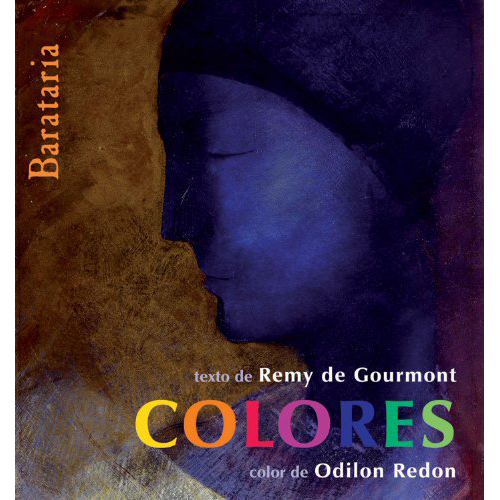 Barataria
texto de Remy de Gourmont
COLORES
color de Odilon Redon